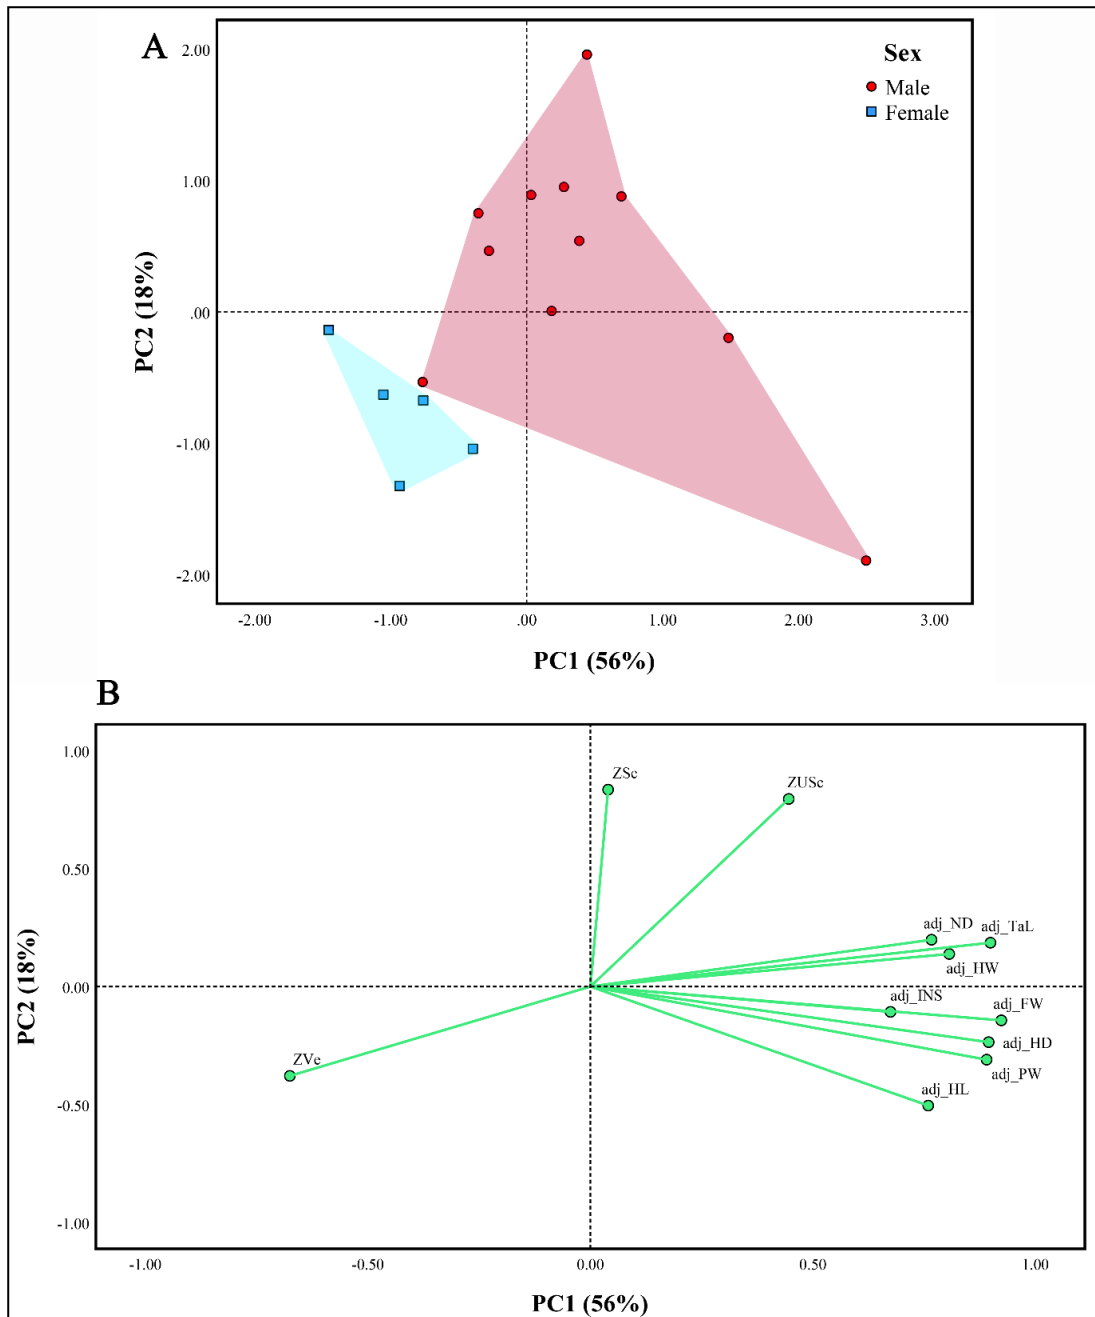 A
Sex
Male
Female
2.00
1.00
.00
-1.00
-2.00
PC2 (18%)
-2.00 -1.00 .00 1.00 2.00 3.00
PC1 (56%)
B
1.00
0.50
0.00
-0.50
-1.00
PC2 (18%)
ZSc
ZUSc
adj_ND
adj_TaL
adj_HW
adj_INS
adj_FW
adj_HD
adj_PW
adj_HL
ZVe
-1.00 -0.50 0.00 0.50 1.00
PC1 (56%)